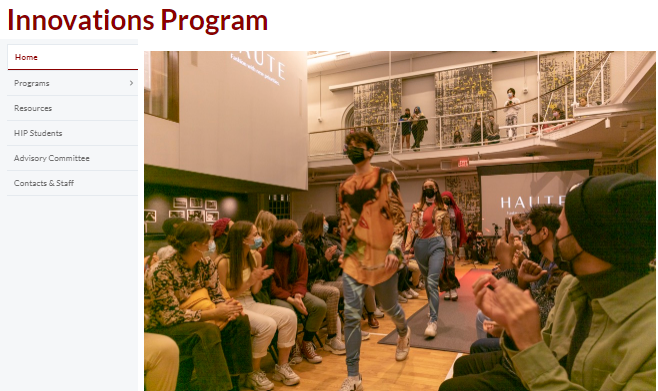 Innovations Program
Home
Programs
Resources
HIP Students
Advisory Committee
Contacts & Staff
HAUTE
HAUTE